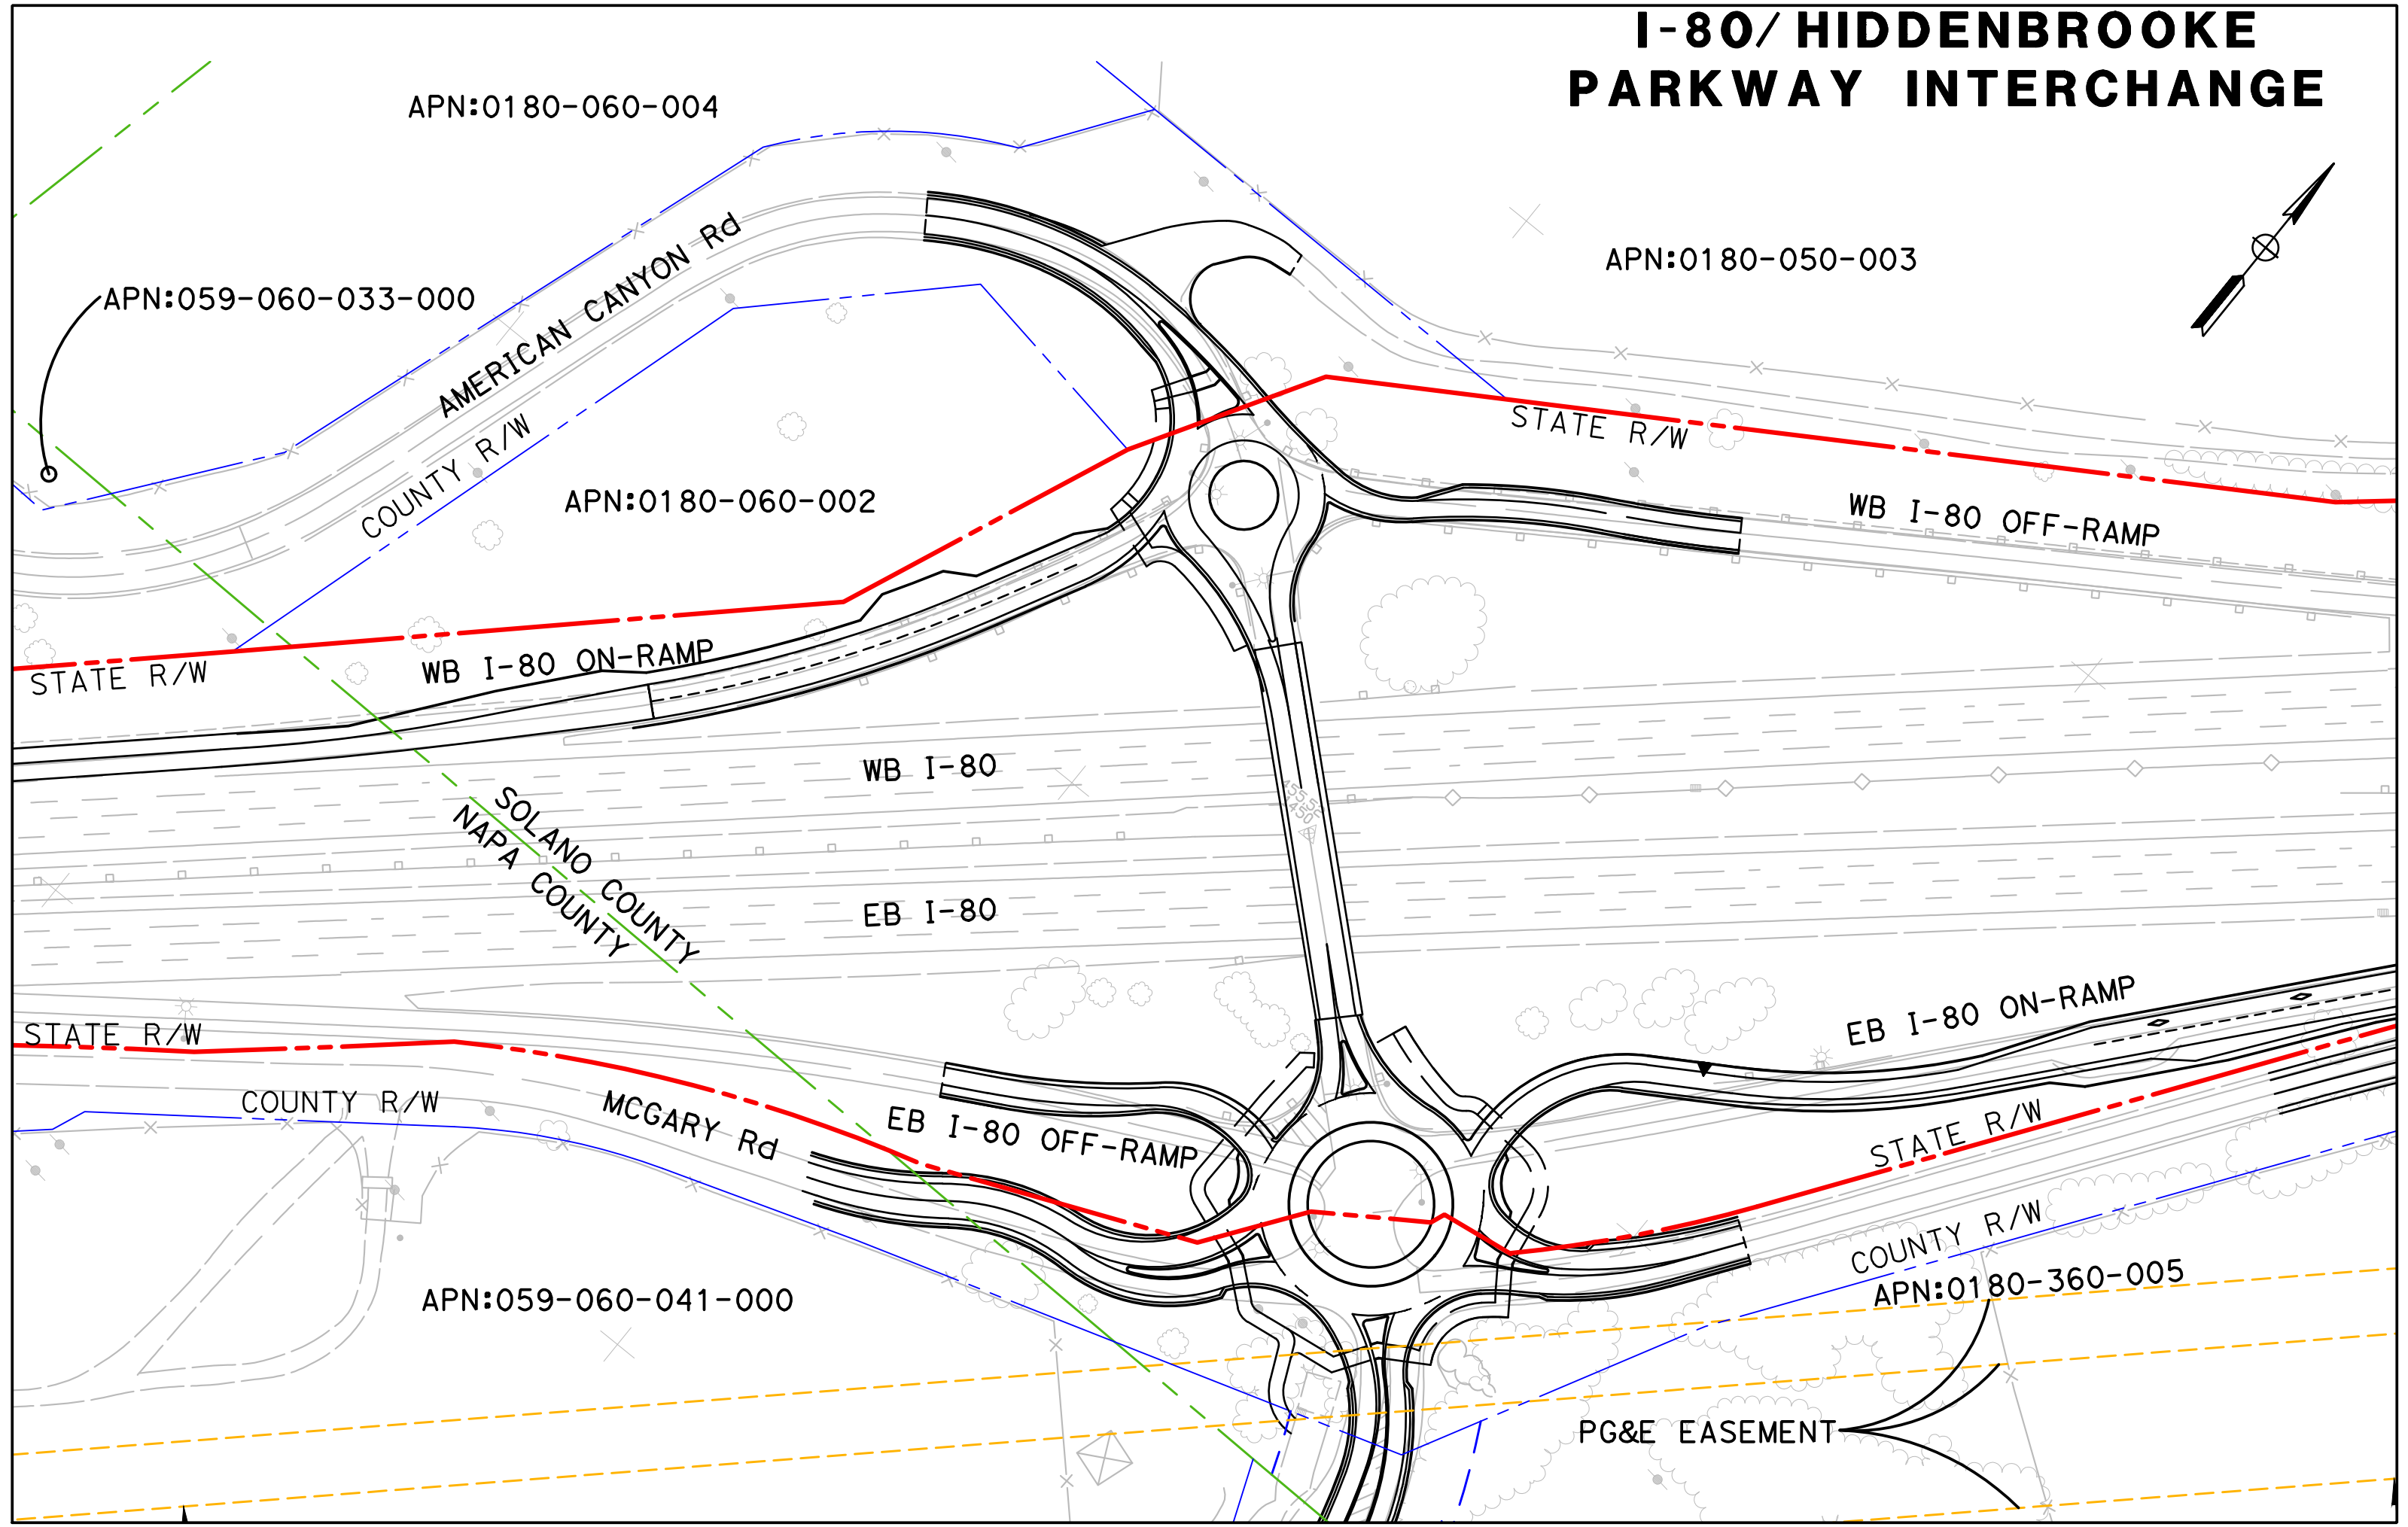 I-80/HIDDENBROOKE
PARKWAY INTERCHANGE
APN:0180-060-004
APN:059-060-033-000
AMERICAN CANYON Rd
APN:0180-050-003
COUNTY R/W
APN:0180-060-002
STATE R/W
WB I-80 OFF-RAMP
STATE R/W
WB I-80 ON-RAMP
WB I-80
SOLANO COUNTY
NAPA COUNTY
EB I-80
STATE R/W
EB I-80 ON-RAMP
COUNTY R/W
MCGARY Rd
EB I-80 OFF-RAMP
STATE R/W
COUNTY R/W
APN:059-060-041-000
APN:0180-360-005
PG&E EASEMENT